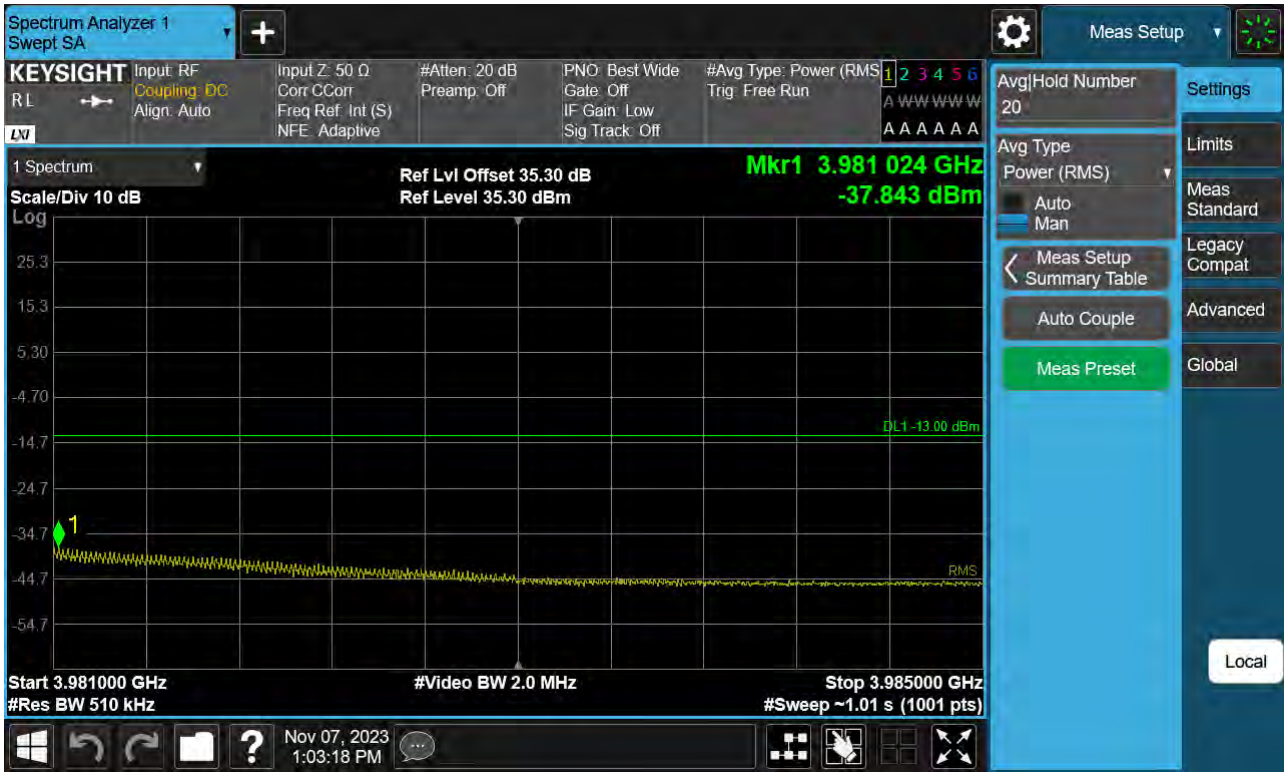 Spectrum Analyzer 1
Swept SA
+
Meas Setup
KEYSIGHT
RL
LXI
Input: RF
Coupling: DC
Align: Auto
Input Z: 50 Ω
Corr CCorr
Freq Ref: Int (S)
NFE: Adaptive
#Atten: 20 dB
Preamp: Off
PNO: Best Wide
Gate: Off
IF Gain: Low
Sig Track: Off
#Avg Type: Power (RMS
Trig: Free Run
1 2 3 4 5 6
A W W W W W
A A A A A A
1 Spectrum
Scale/Div 10 dB
Log
Ref Lvl Offset 35.30 dB
Ref Level 35.30 dBm
Mkr1 3.981 024 GHz
-37.843 dBm
25.3
15.3
5.30
-4.70
-14.7
-24.7
-34.7
-44.7
-54.7
DL1 -13.00 dBm
1
RMS
Start 3.981000 GHz
#Res BW 510 kHz
#Video BW 2.0 MHz
Stop 3.985000 GHz
#Sweep ~1.01 s (1001 pts)
Avg|Hold Number
20
Avg Type
Power (RMS)
Auto
Man
Meas Setup
Summary Table
Auto Couple
Meas Preset
Settings
Limits
Meas
Standard
Legacy
Compat
Advanced
Global
Local
?
Nov 07, 2023
1:03:18 PM